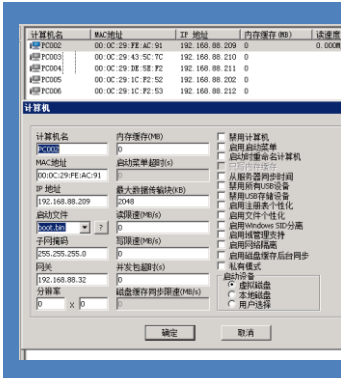 计算机名 MAC地址 IP 地址 内存缓存(MB) 读速度
PC002 00:0C:29:FE:AC:91 192.168.88.209 0 0.000M
PC003 00:0C:29:43:5C:7C 192.168.88.210 0
PC004 00:0C:29:DE:5E:F2 192.168.88.211 0
PC005 00:0C:29:1C:F2:52 192.168.88.202 0
PC006 00:0C:29:1C:F2:53 192.168.88.212 0
计算机
计算机名 内存缓存(MB) 禁用计算机
PC002 0 启用启动菜单
MAC地址 启动菜单超时(s) 启动时重命名计算机
00:0C:29:FE:AC:91 0 只写内存缓存
从服务器同步时间
IP 地址 最大数据传输块(KB) 禁用所有USB设备
192.168.88.209 2048 禁用USB存储设备
启动文件 读限速(MB/s) 启用注册表个性化
boot.bin ? 0 启用文件个性化
启用Windows SID分离
子网掩码 写限速(MB/s) 启用域管理支持
255.255.255.0 0 启用网络隔离
启用磁盘缓存后台同步
网关 并发包超时(s) 私有模式
192.168.88.32 0 启动设备
分辨率 磁盘缓存同步限速(MB/s) 虚拟磁盘
0 x 0 0 本地磁盘
用户选择
确定 取消